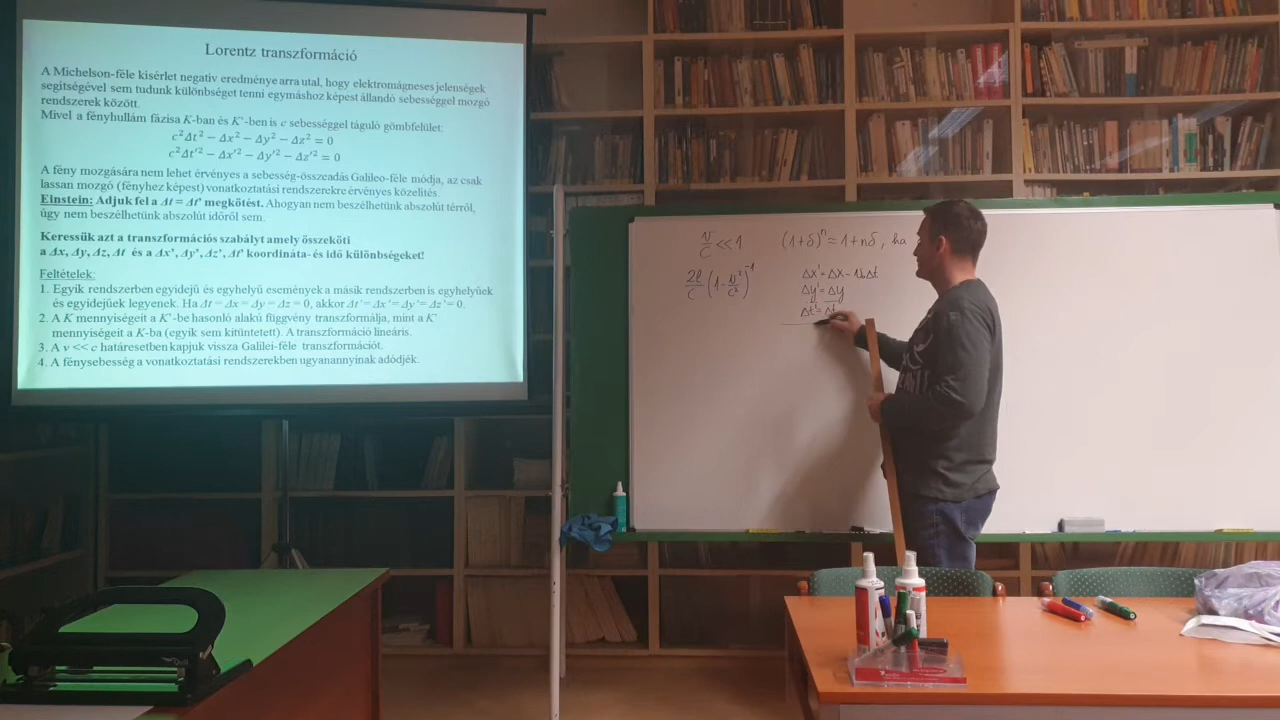 Lorentz transzformáció
A Michelson-féle kísérlet negatív eredménye arra utal, hogy elektromágneses jelenségek
segítségével sem tudunk különbséget tenni egymáshoz képest állandó sebességgel mozgó
rendszerek között.
Mivel a fényhullám fázisa K-ban és K'-ben is c sebességgel táguló gömbfelület:
c²Δt² − Δx² − Δy² − Δz² = 0
c²Δt'² − Δx'² − Δy'² − Δz'² = 0
A fény mozgására nem lehet érvényes a sebesség-összeadás Galileo-féle módja, az csak
lassan mozgó (fényhez képest) vonatkoztatási rendszerekre érvényes közelítés.
Einstein: Adjuk fel a Δt = Δt' megkötést. Ahogyan nem beszélhetünk abszolút térről,
úgy nem beszélhetünk abszolút időről sem.
Keressük azt a transzformációs szabályt amely összeköti
a Δx, Δy, Δz, Δt és a Δx', Δy', Δz', Δt' koordináta- és idő különbségeket!
Feltételek:
1. Egyik rendszerben egyidejű és egyhelyű események a másik rendszerben is egyhelyűek
és egyidejűek legyenek. Ha Δt = Δx = Δy = Δz = 0, akkor Δt' = Δx' = Δy' = Δz' = 0.
2. A K mennyiségeit a K'-be hasonló alakú függvény transzformálja, mint a K'
mennyiségeit a K-ba (egyik sem kitüntetett). A transzformáció lineáris.
3. A v << c határesetben kapjuk vissza Galilei-féle transzformációt.
4. A fénysebesség a vonatkoztatási rendszerekben ugyanannyinak adódjék.
v/c << 1 (1+δ)ⁿ ≈ 1+nδ, ha
2l/c (1 - v²/c²)⁻¹
Δx' = Δx - vΔt
Δy' = Δy
Δt' = Δt